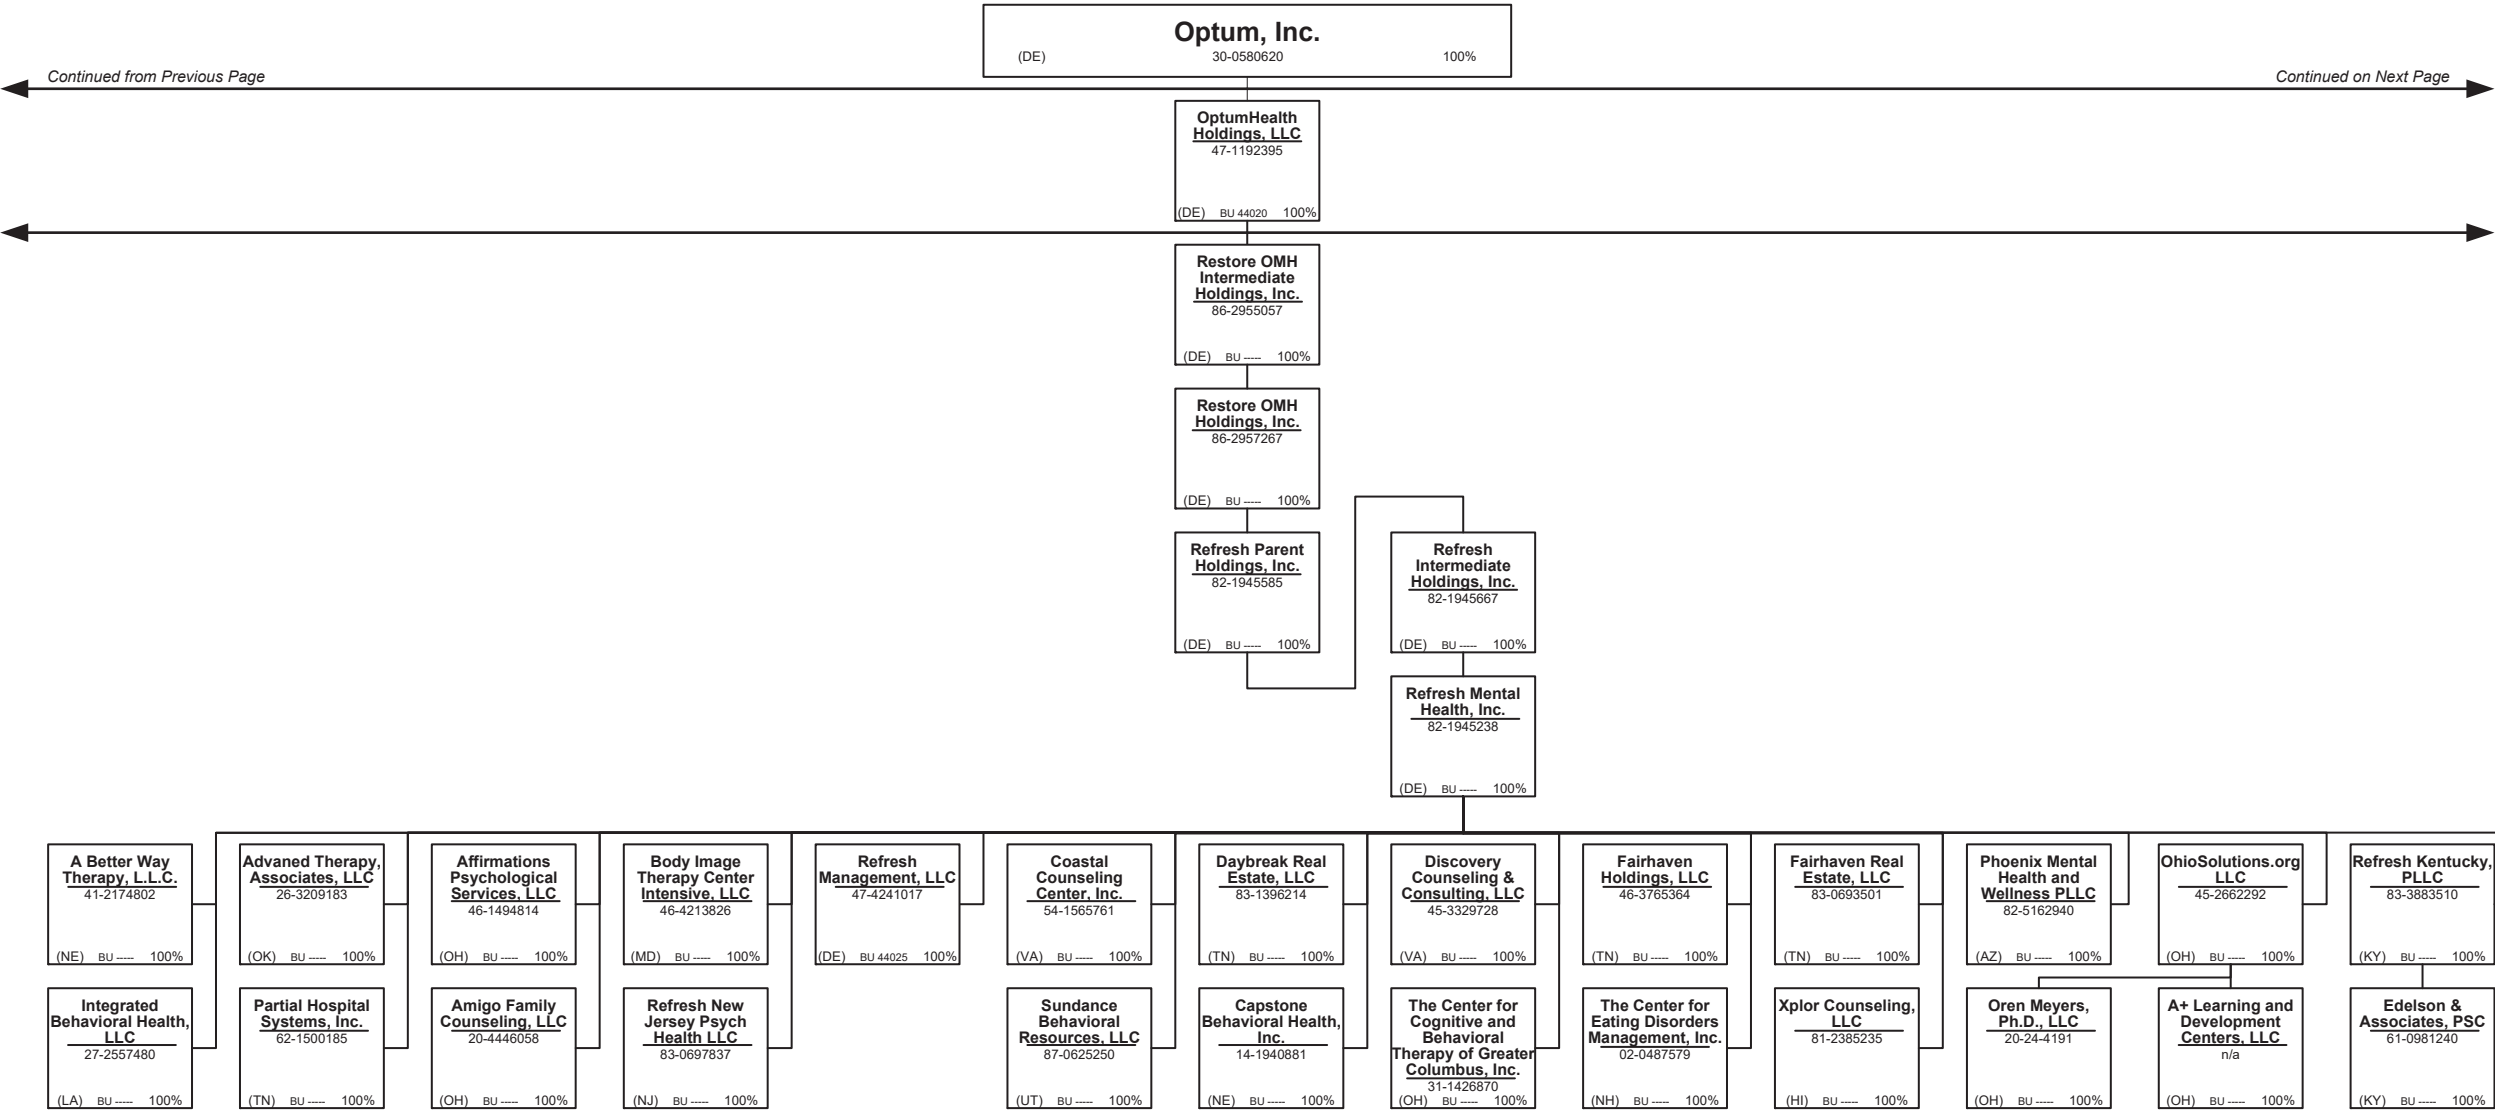 Optum, Inc.
(DE) 30-0580620 100%
Continued from Previous Page
Continued on Next Page
OptumHealth
Holdings, LLC
47-1192395
(DE) BU 44020 100%
Restore OMH
Intermediate
Holdings, Inc.
86-2955057
(DE) BU ----- 100%
Restore OMH
Holdings, Inc.
86-2957267
(DE) BU ----- 100%
Refresh Parent
Holdings, Inc.
82-1945585
(DE) BU ----- 100%
Refresh
Intermediate
Holdings, Inc.
82-1945667
(DE) BU ----- 100%
Refresh Mental
Health, Inc.
82-1945238
(DE) BU ----- 100%
A Better Way
Therapy, L.L.C.
41-2174802
(NE) BU ----- 100%
Advaned Therapy,
Associates, LLC
26-3209183
(OK) BU ----- 100%
Affirmations
Psychological
Services, LLC
46-1494814
(OH) BU ----- 100%
Body Image
Therapy Center
Intensive, LLC
46-4213826
(MD) BU ----- 100%
Refresh
Management, LLC
47-4241017
(DE) BU 44025 100%
Coastal
Counseling
Center, Inc.
54-1565761
(VA) BU ----- 100%
Daybreak Real
Estate, LLC
83-1396214
(TN) BU ----- 100%
Discovery
Counseling &
Consulting, LLC
45-3329728
(VA) BU ----- 100%
Fairhaven
Holdings, LLC
46-3765364
(TN) BU ----- 100%
Fairhaven Real
Estate, LLC
83-0693501
(TN) BU ----- 100%
Phoenix Mental
Health and
Wellness PLLC
82-5162940
(AZ) BU ----- 100%
OhioSolutions.org
LLC
45-2662292
(OH) BU ----- 100%
Refresh Kentucky,
PLLC
83-3883510
(KY) BU ----- 100%
Integrated
Behavioral Health,
LLC
27-2557480
(LA) BU ----- 100%
Partial Hospital
Systems, Inc.
62-1500185
(TN) BU ----- 100%
Amigo Family
Counseling, LLC
20-4446058
(OH) BU ----- 100%
Refresh New
Jersey Psych
Health LLC
83-0697837
(NJ) BU ----- 100%
Sundance
Behavioral
Resources, LLC
87-0625250
(UT) BU ----- 100%
Capstone
Behavioral Health,
Inc.
14-1940881
(NE) BU ----- 100%
The Center for
Cognitive and
Behavioral
Therapy of Greater
Columbus, Inc.
31-1426870
(OH) BU ----- 100%
The Center for
Eating Disorders
Management, Inc.
02-0487579
(NH) BU ----- 100%
Xplor Counseling,
LLC
81-2385235
(HI) BU ----- 100%
Oren Meyers,
Ph.D., LLC
20-24-4191
(OH) BU ----- 100%
A+ Learning and
Development
Centers, LLC
n/a
(OH) BU ----- 100%
Edelson &
Associates, PSC
61-0981240
(KY) BU ----- 100%